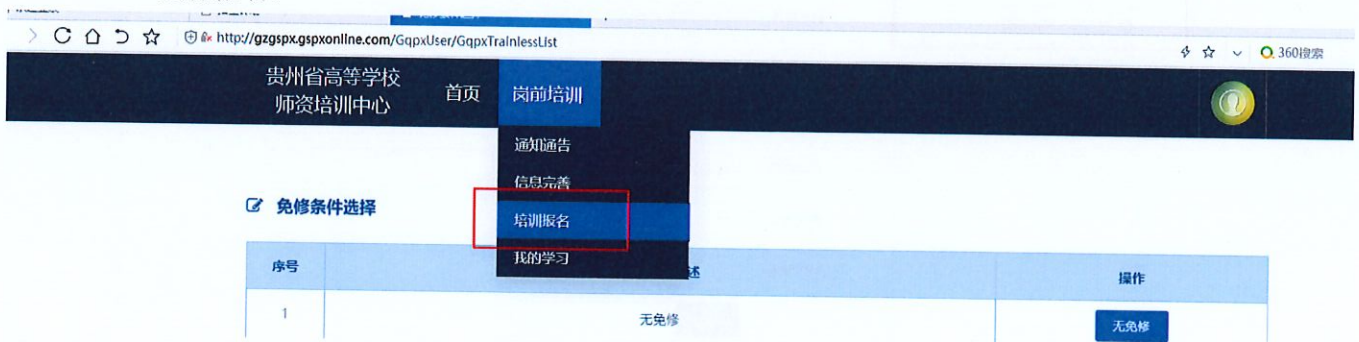 http://gzgspx.gspxonline.com/GqpxUser/GqpxTrainlessList
360搜索
贵州省高等学校
师资培训中心
首页
岗前培训
通知通告
信息完善
培训报名
我的学习
免修条件选择
序号
述
操作
1
无免修
无免修